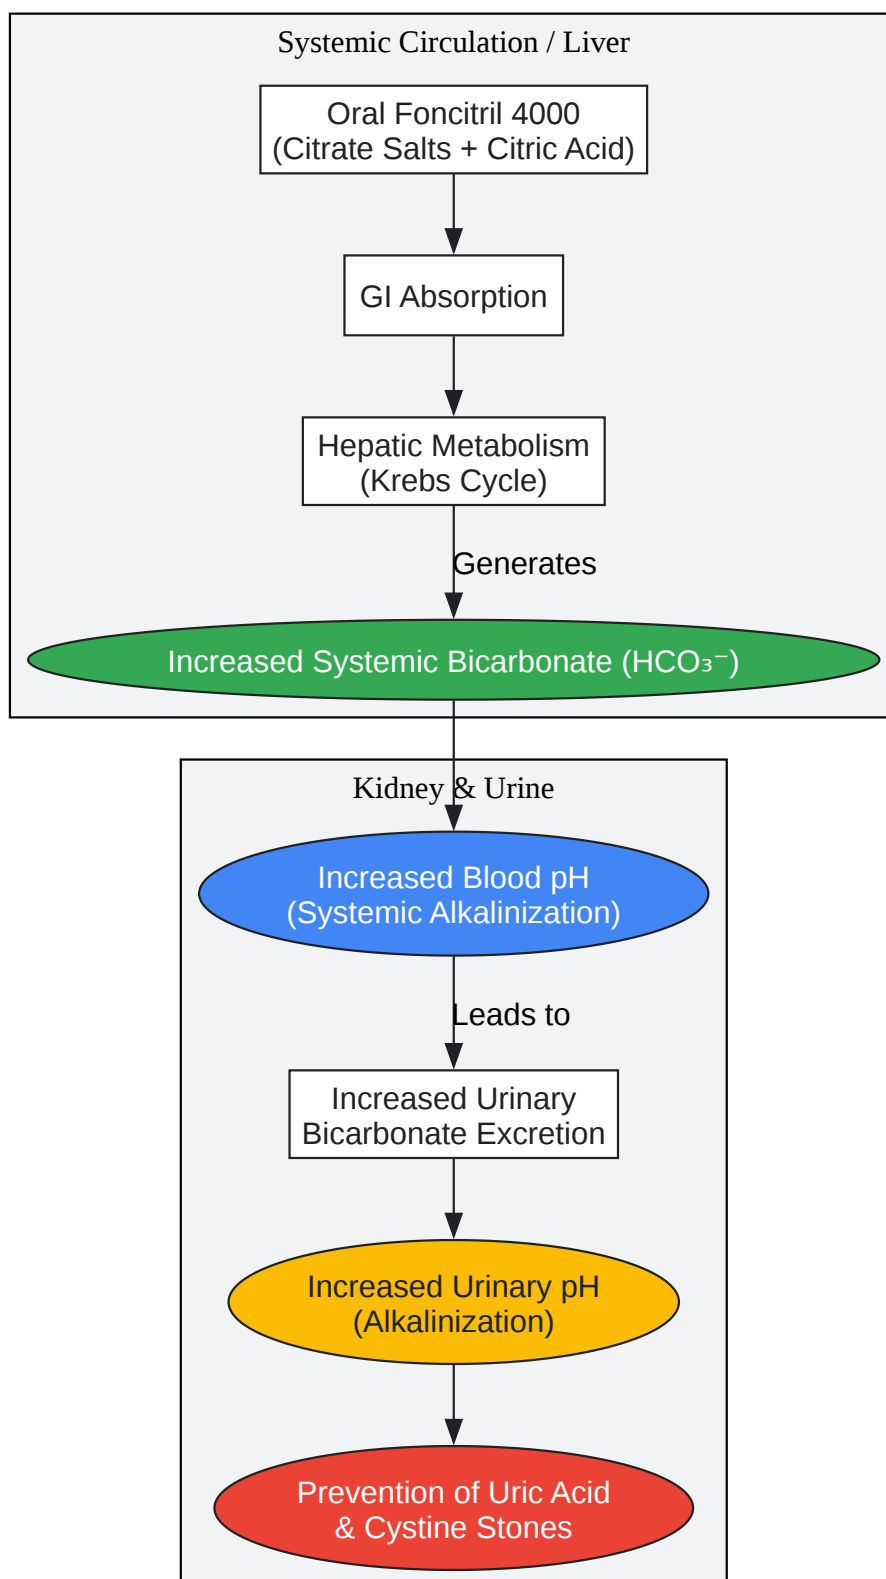 Systemic Circulation / Liver
Oral Foncitril 4000
(Citrate Salts + Citric Acid)
GI Absorption
Hepatic Metabolism
(Krebs Cycle)
Generates
Increased Systemic Bicarbonate (HCO₃⁻)
Kidney & Urine
Increased Blood pH
(Systemic Alkalinization)
Leads to
Increased Urinary
Bicarbonate Excretion
Increased Urinary pH
(Alkalinization)
Prevention of Uric Acid
& Cystine Stones